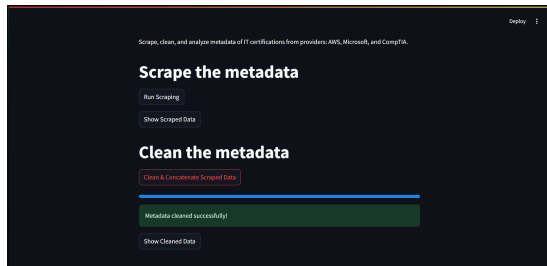 Deploy
Scrape, clean, and analyze metadata of IT certifications from providers: AWS, Microsoft, and CompTIA.
Scrape the metadata
Run Scraping
Show Scraped Data
Clean the metadata
Clean & Concatenate Scraped Data
Metadata cleaned successfully!
Show Cleaned Data